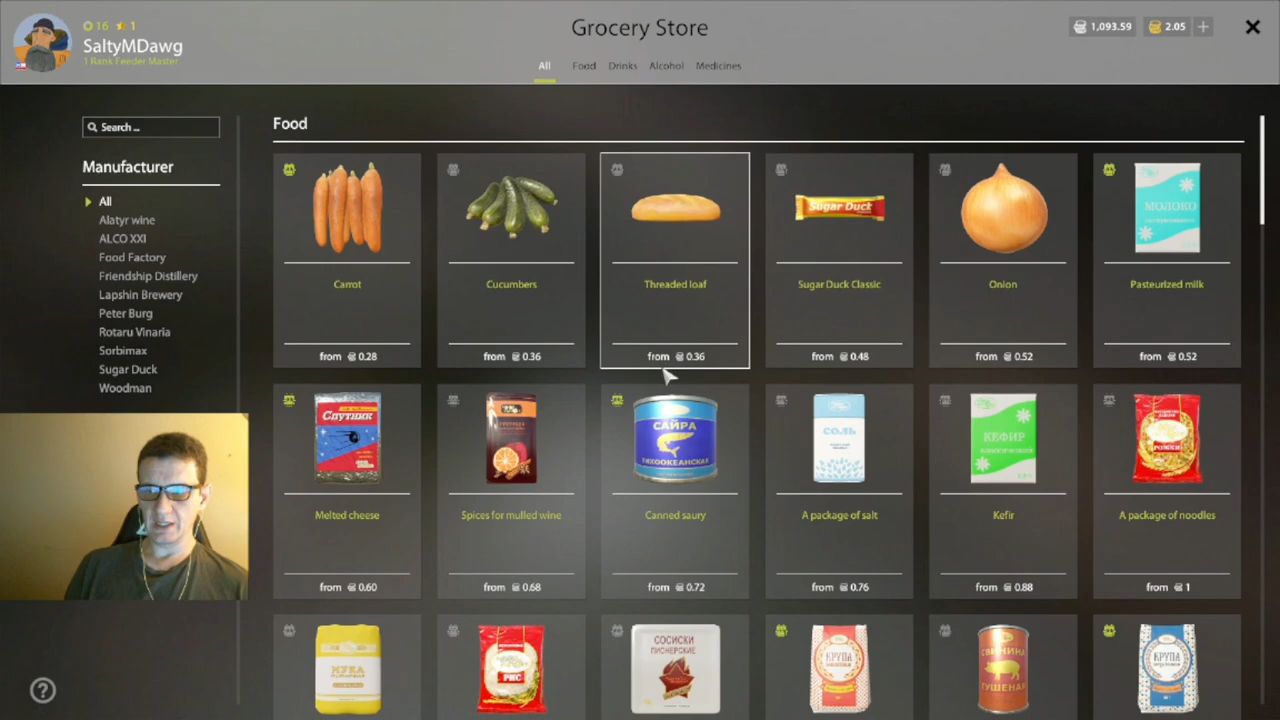 16 1
SaltyMDawg
1 Rank Feeder Master
Grocery Store
1,093.59
2.05 +
All Food Drinks Alcohol Medicines
Search ...
Manufacturer
All
Alatyr wine
ALCO XXI
Food Factory
Friendship Distillery
Lapshin Brewery
Peter Burg
Rotaru Vinaria
Sorbimax
Sugar Duck
Woodman
Food
Sugar Duck
МОЛОКО
Carrot
Cucumbers
Threaded loaf
Sugar Duck Classic
Onion
Pasteurized milk
from 0.28
from 0.36
from 0.36
from 0.48
from 0.52
from 0.52
Спутник
САЙРА
ТИХООКЕАНСКАЯ
СОЛЬ
КЕФИР
РОЖКИ
Melted cheese
Spices for mulled wine
Canned saury
A package of salt
Kefir
A package of noodles
from 0.60
from 0.68
from 0.72
from 0.76
from 0.88
from 1
МУКА
РИС
СОСИСКИ
ПИОНЕРСКИЕ
КРУПА
СВИНИНА
ТУШЕНАЯ
КРУПА
?